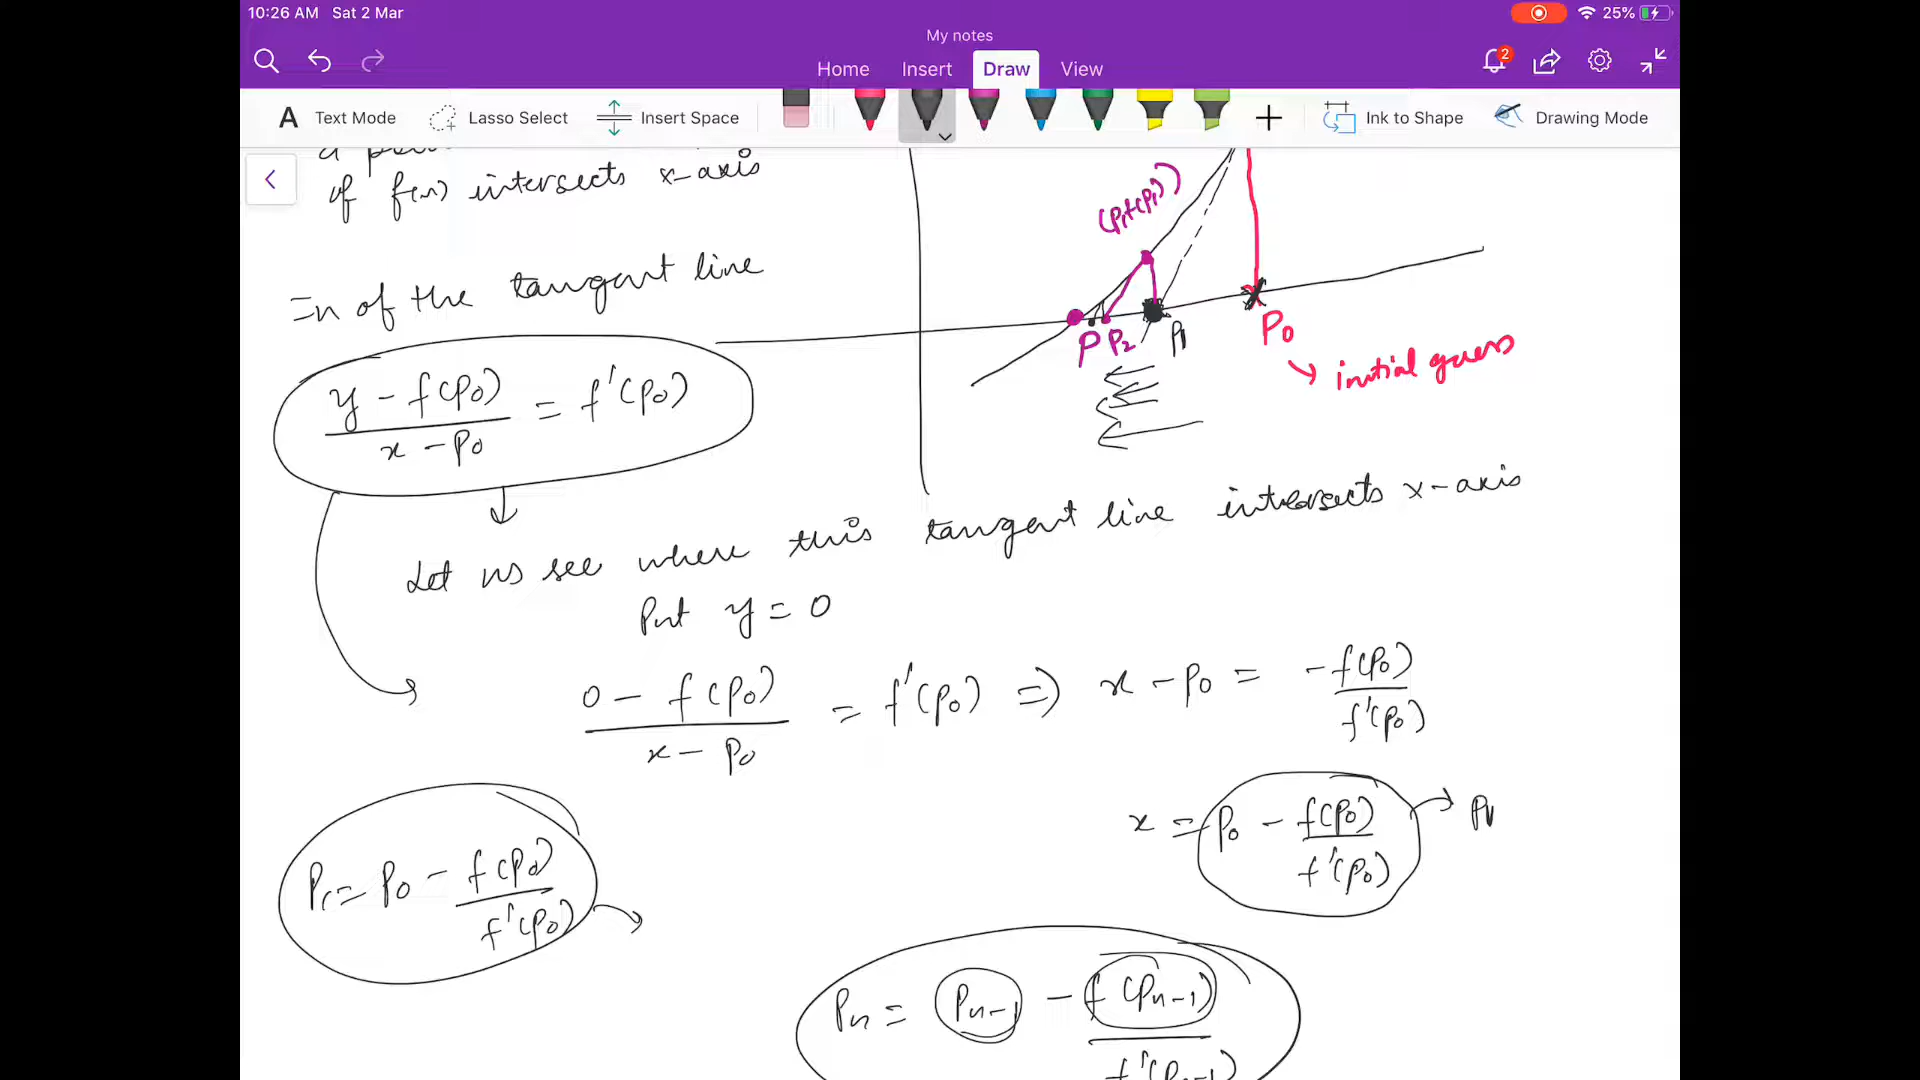 10:26 AM Sat 2 Mar
25%
My notes
2
Home Insert Draw View
A Text Mode Lasso Select Insert Space + Ink to Shape Drawing Mode
of f(x) intersects x-axis
(P1, f(P1))
=n of the tangent line
P P2 P1 P0
→ initial guess
y - f(p0) / x - p0 = f'(p0)
Let us see where this tangent line intersects x-axis
Put y = 0
0 - f(p0) / x - p0 = f'(p0) ⇒ x - p0 = -f(p0) / f'(p0)
x = p0 - f(p0) / f'(p0) → p1
P1 = P0 - f(p0) / f'(p0)
Pn = Pn-1 - f(Pn-1) / f'(Pn-1)